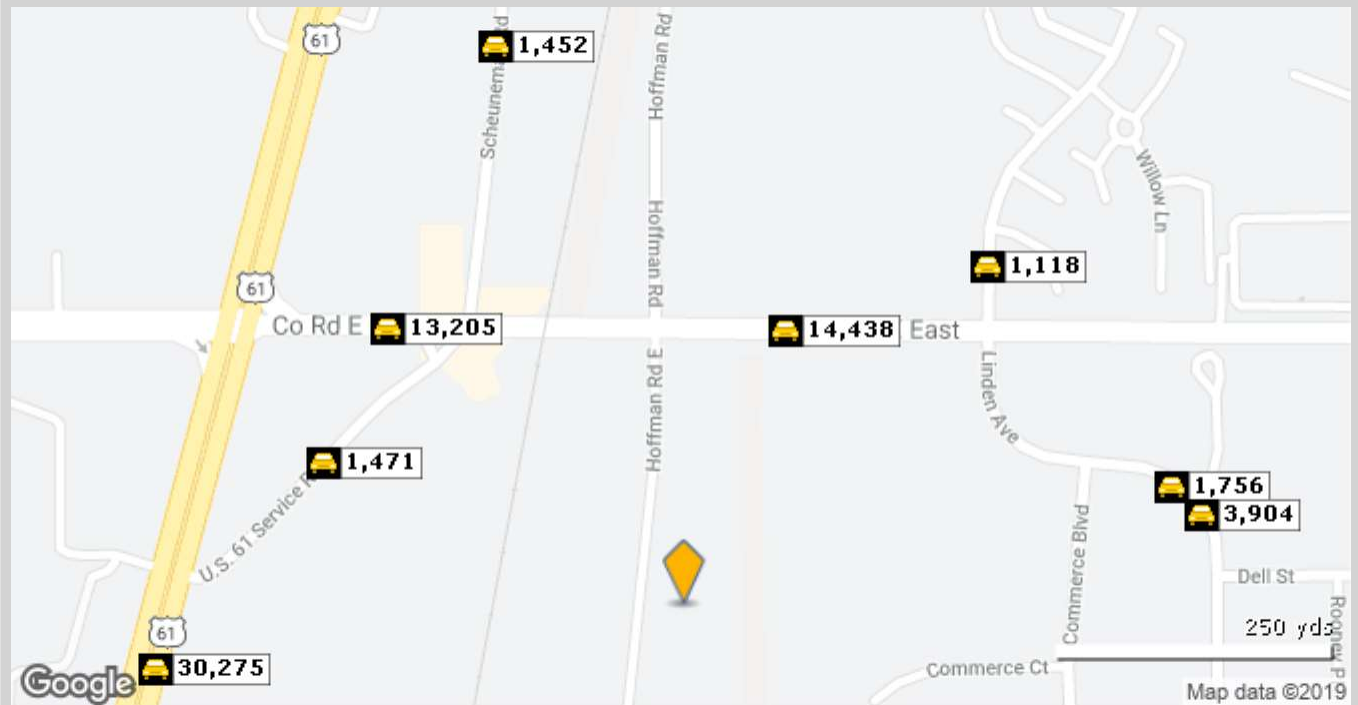 61
1,452
Scheunema
Rd
Hoffman Rd
Willow Ln
Hoffman Rd
1,118
61
Co Rd E
13,205
14,438
East
Linden Ave
Hoffman Rd E
1,471
U.S. 61 Service
1,756
3,904
Commerce Blvd
Dell St
Rooney P
250 yds
61
30,275
Commerce Ct
Google
Map data ©2019